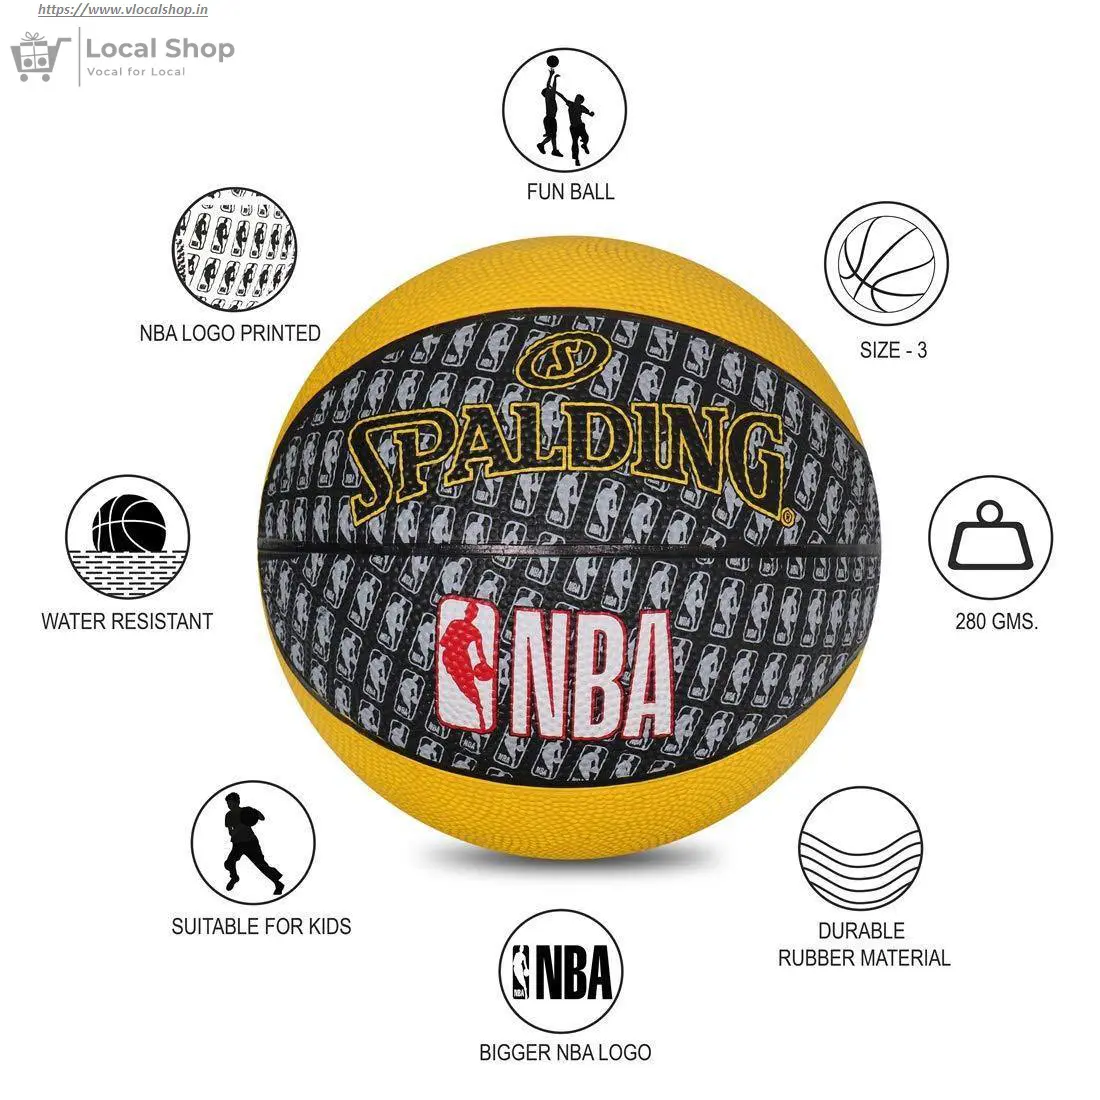 https://www.vlocalshop.in
Local Shop
Vocal for Local
FUN BALL
NBA LOGO PRINTED
SIZE - 3
S
SPALDING®
WATER RESISTANT
280 GMS.
NBA
SUITABLE FOR KIDS
DURABLE
RUBBER MATERIAL
NBA
BIGGER NBA LOGO